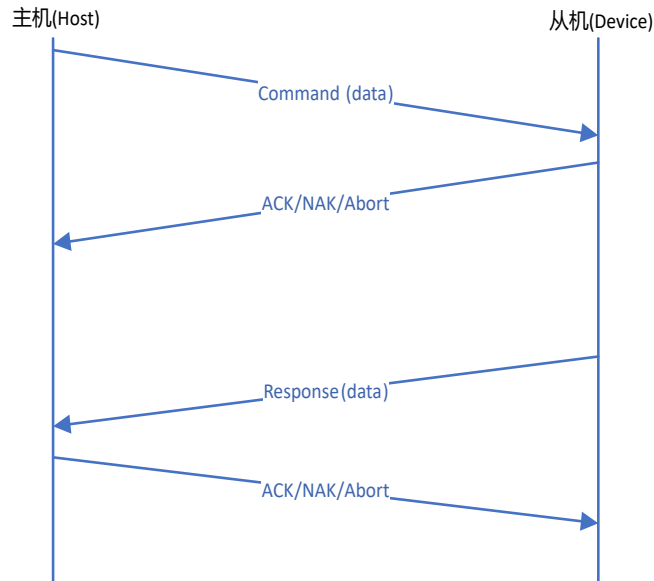 主机(Host)
从机(Device)
Command (data)
ACK/NAK/Abort
Response(data)
ACK/NAK/Abort